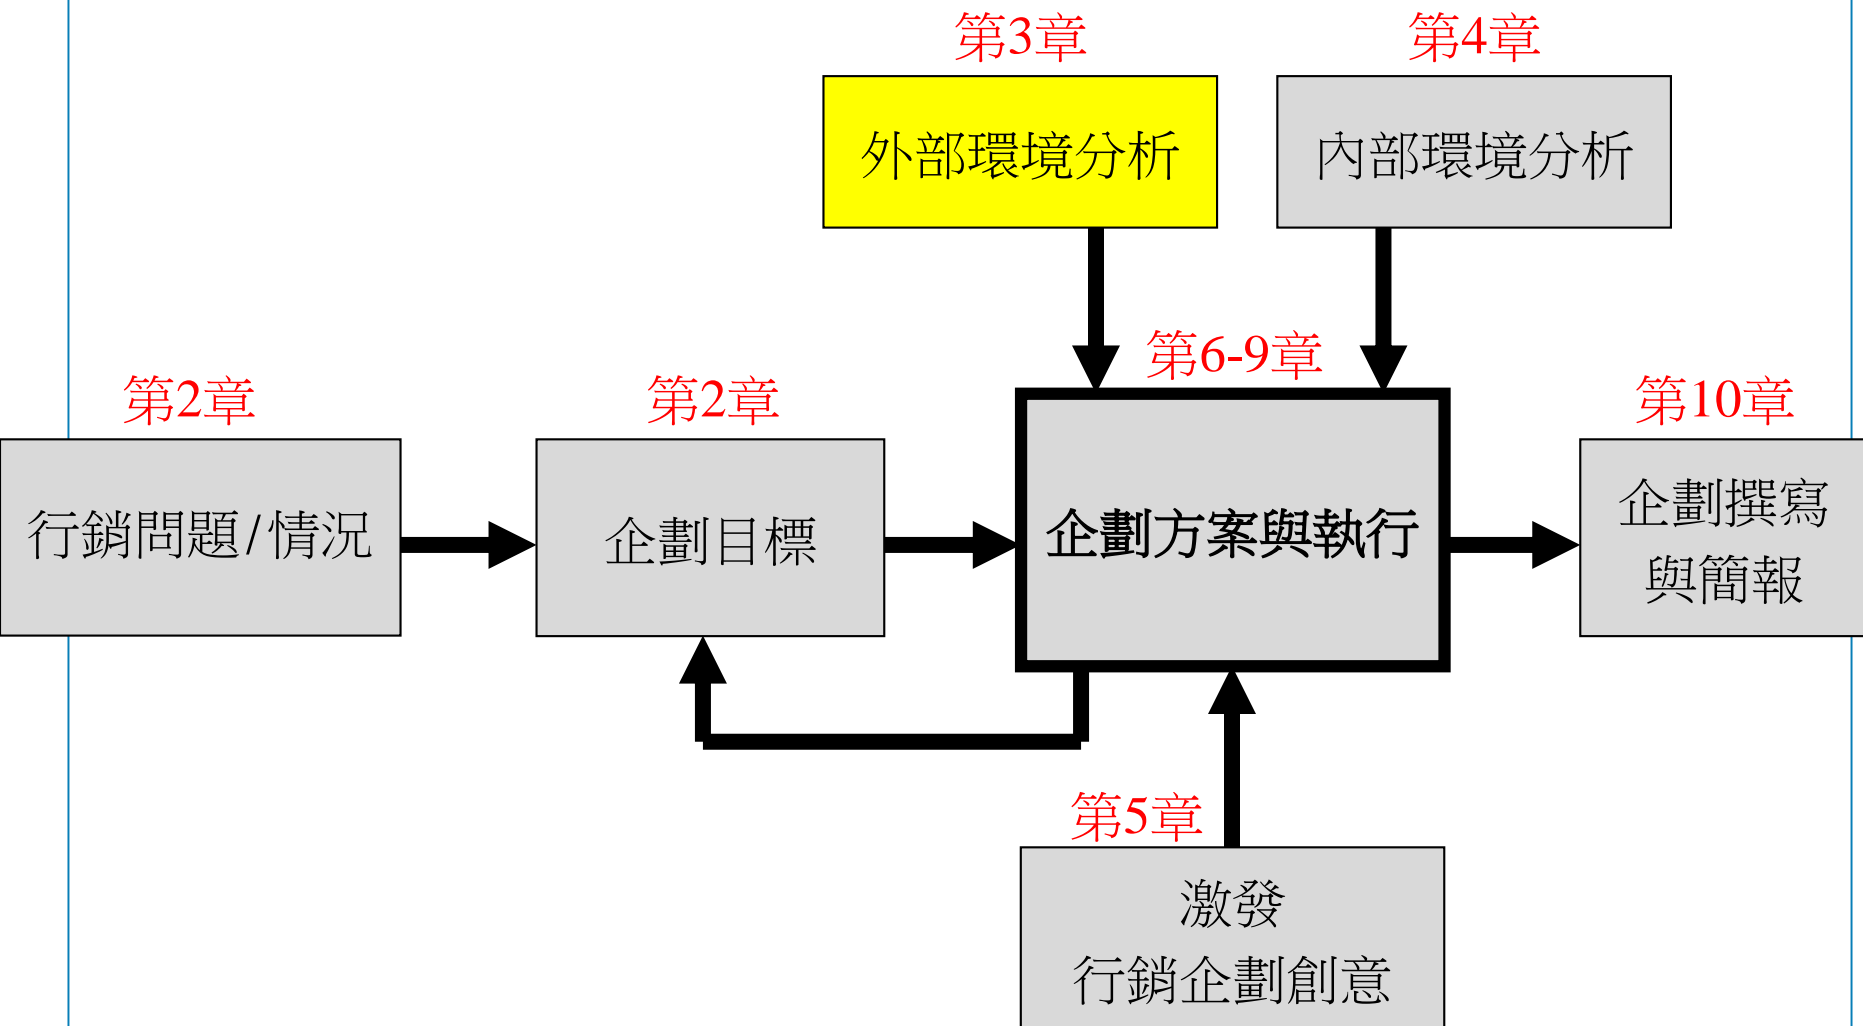 第3章
第4章
外部環境分析
內部環境分析
第6-9章
第2章
第2章
第10章
行銷問題/情況
企劃目標
企劃方案與執行
企劃撰寫
與簡報
第5章
激發
行銷企劃創意